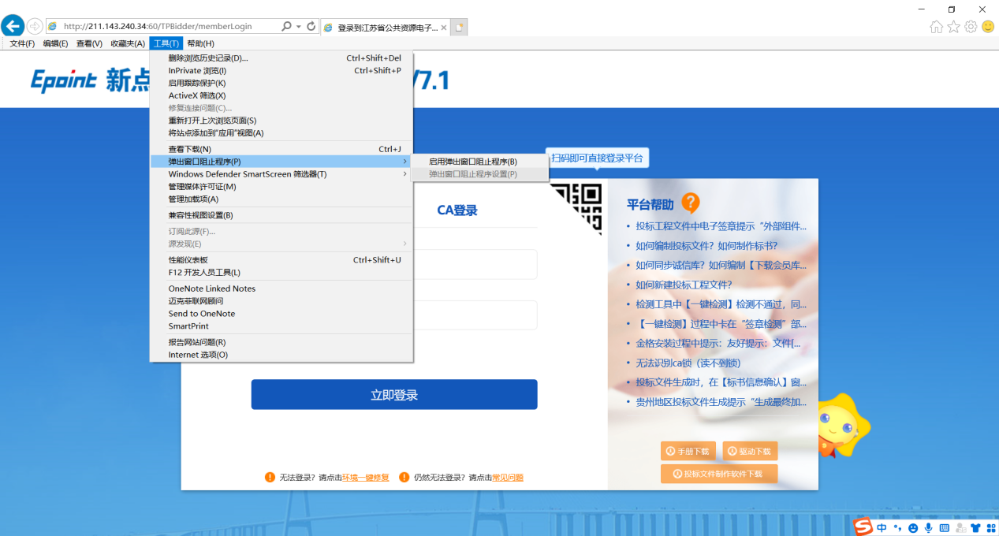 http://211.143.240.34:60/TPBidder/memberLogin
登录到江苏省公共资源电子...
文件(F) 编辑(E) 查看(V) 收藏夹(A) 工具(T) 帮助(H)
Epoint 新点
V7.1
删除浏览历史记录(D)... Ctrl+Shift+Del
InPrivate 浏览(I) Ctrl+Shift+P
启用跟踪保护(K)
ActiveX 筛选(X)
修复连接问题(C)...
重新打开上次浏览页面(S)
将站点添加到“应用”视图(A)
查看下载(N) Ctrl+J
弹出窗口阻止程序(P)
Windows Defender SmartScreen 筛选器(T)
管理媒体许可证(M)
管理加载项(A)
兼容性视图设置(B)
订阅此源(F)...
源发现(E)
性能仪表板 Ctrl+Shift+U
F12 开发人员工具(L)
OneNote Linked Notes
迈克菲联网顾问
Send to OneNote
SmartPrint
报告网站问题(R)
Internet 选项(O)
启用弹出窗口阻止程序(B)
弹出窗口阻止程序设置(P)
扫码即可直接登录平台
CA登录
立即登录
无法登录？请点击环境一键修复
仍然无法登录？请点击常见问题
平台帮助
• 投标工程文件中电子签章提示“外部组件...
• 如何编制投标文件？如何制作标书？
• 如何同步诚信库？如何编制【下载会员库...
• 如何新建投标工程文件？
• 检测工具中【一键检测】检测不通过，同...
• 【一键检测】过程中卡在“签章检测”部...
• 金格安装过程中提示：友好提示：文件[...
• 无法识别ca锁（读不到锁）
• 投标文件生成时，在【标书信息确认】窗...
• 贵州地区投标文件生成提示“生成最终加...
手册下载
驱动下载
投标文件制作软件下载
中